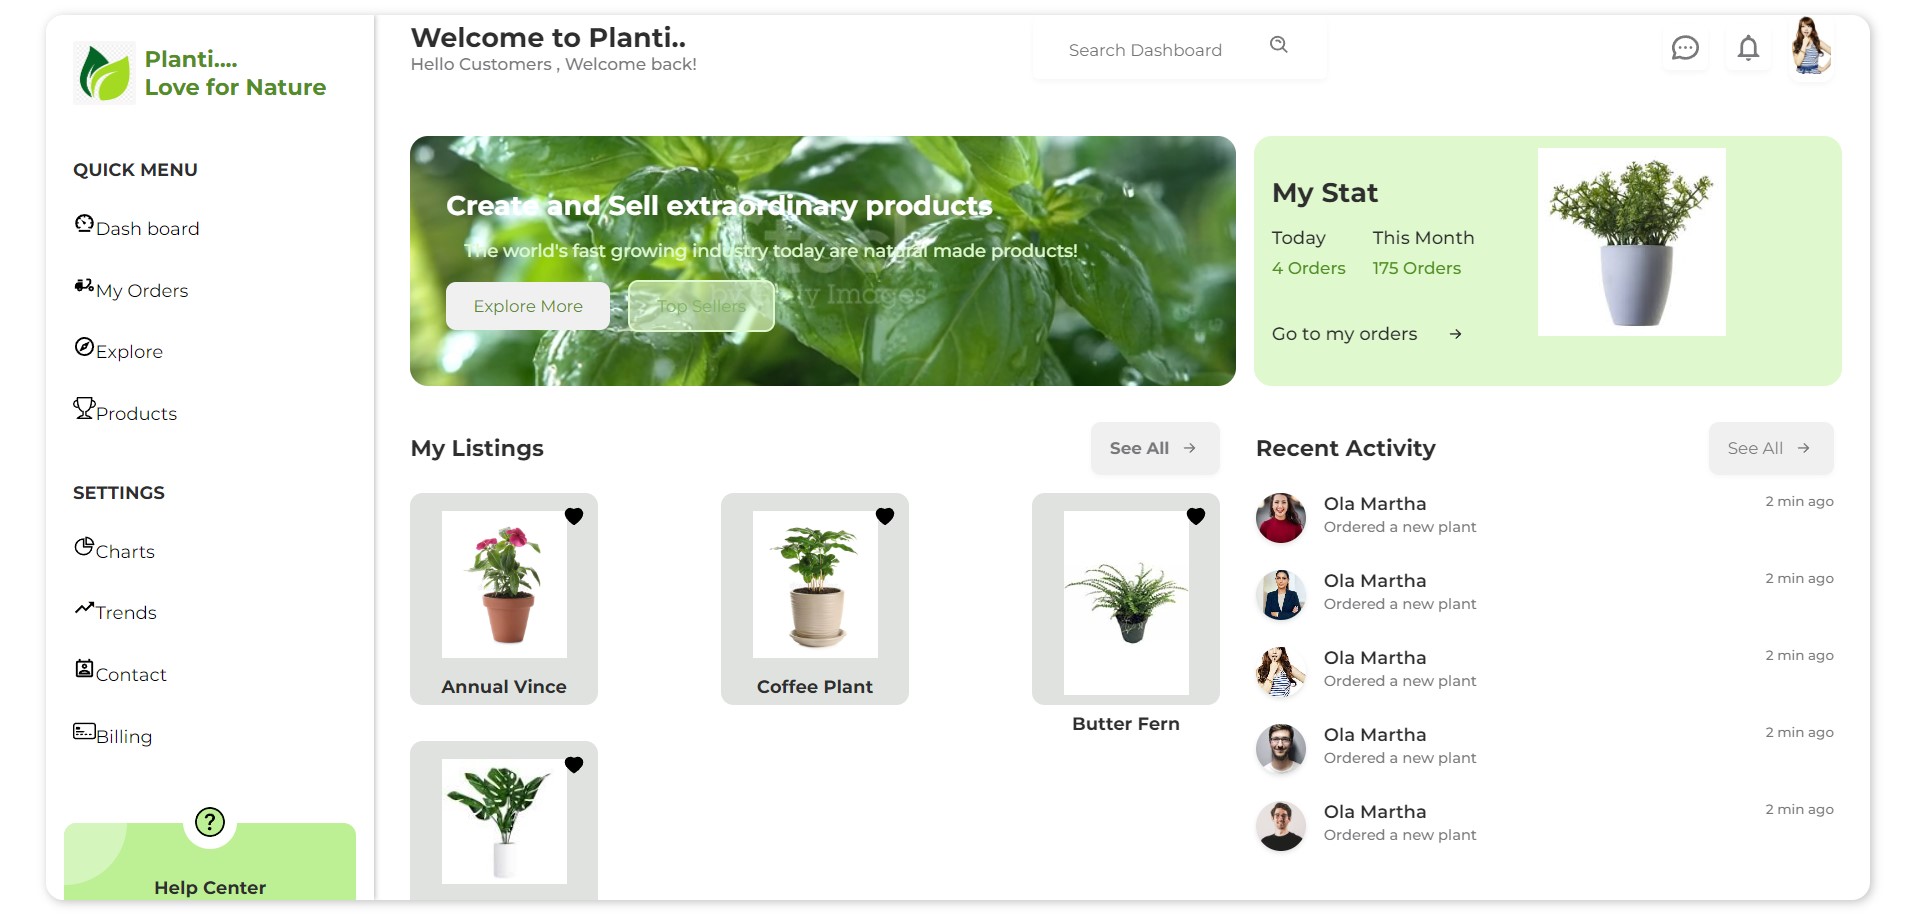 Planti....
Love for Nature
QUICK MENU
Dash board
My Orders
Explore
Products
SETTINGS
Charts
Trends
Contact
Billing
?
Help Center
Welcome to Planti..
Hello Customers , Welcome back!
Search Dashboard
Create and Sell extraordinary products
The world's fast growing industry today are natural made products!
Explore More
Top Sellers
y Images
My Stat
Today
This Month
4 Orders
175 Orders
Go to my orders
My Listings
See All
Annual Vince
Coffee Plant
Butter Fern
Recent Activity
See All
Ola Martha
2 min ago
Ordered a new plant
Ola Martha
2 min ago
Ordered a new plant
Ola Martha
2 min ago
Ordered a new plant
Ola Martha
2 min ago
Ordered a new plant
Ola Martha
2 min ago
Ordered a new plant